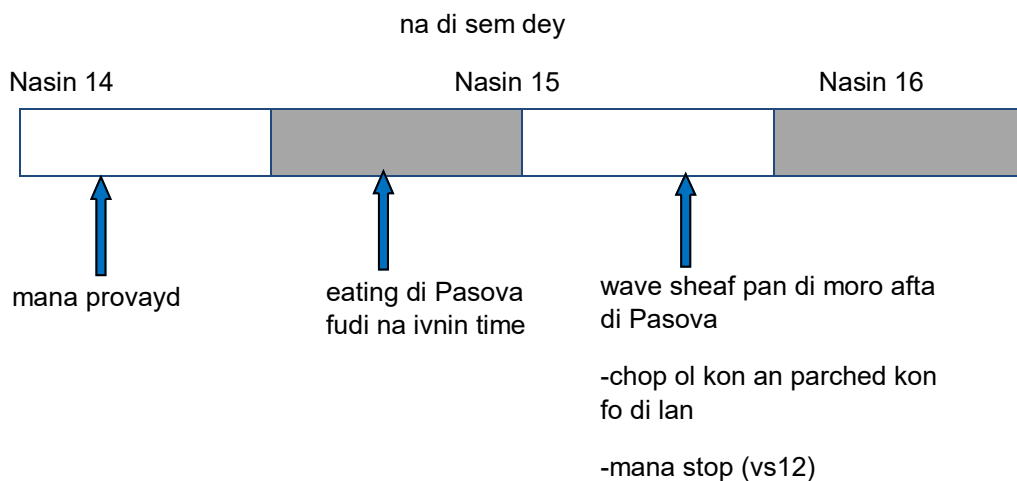 na di sem dey
Nasin 14
Nasin 15
Nasin 16
mana provayd
eating di Pasova
fudi na ivnin time
wave sheaf pan di moro afta
di Pasova
-chop ol kon an parched kon
fo di lan
-mana stop (vs12)